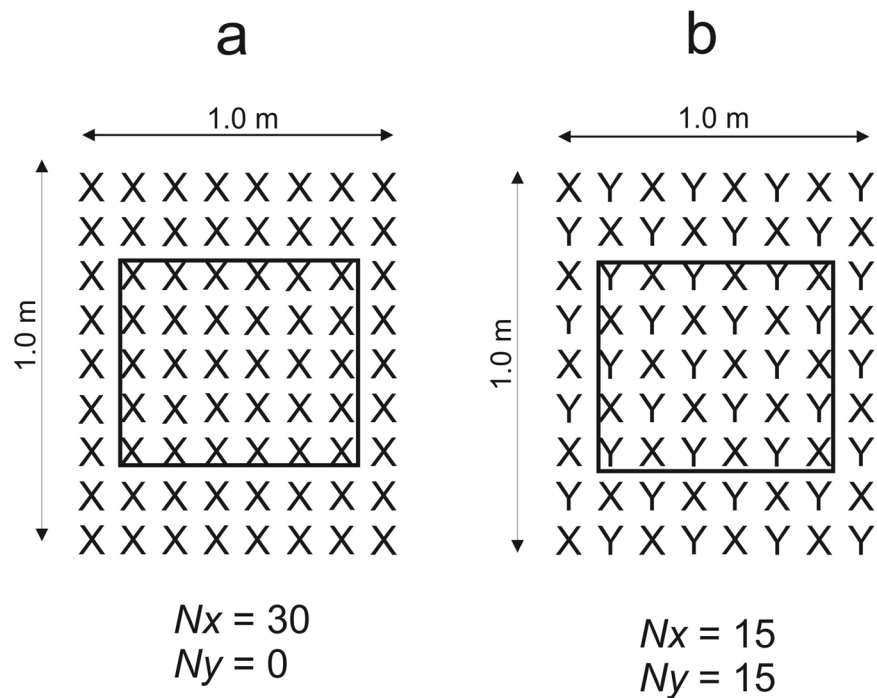 a
1.0 m
1.0 m
X X X X X X X X
X X X X X X X X
X X X X X X X X
X X X X X X X X
X X X X X X X X
X X X X X X X X
X X X X X X X X
X X X X X X X X
X X X X X X X X
Nx = 30
Ny = 0
b
1.0 m
1.0 m
X Y X Y X Y X Y
Y X Y X Y X Y X
X Y X Y X Y X Y
Y X Y X Y X Y X
X Y X Y X Y X Y
Y X Y X Y X Y X
X Y X Y X Y X Y
Y X Y X Y X Y X
X Y X Y X Y X Y
Nx = 15
Ny = 15